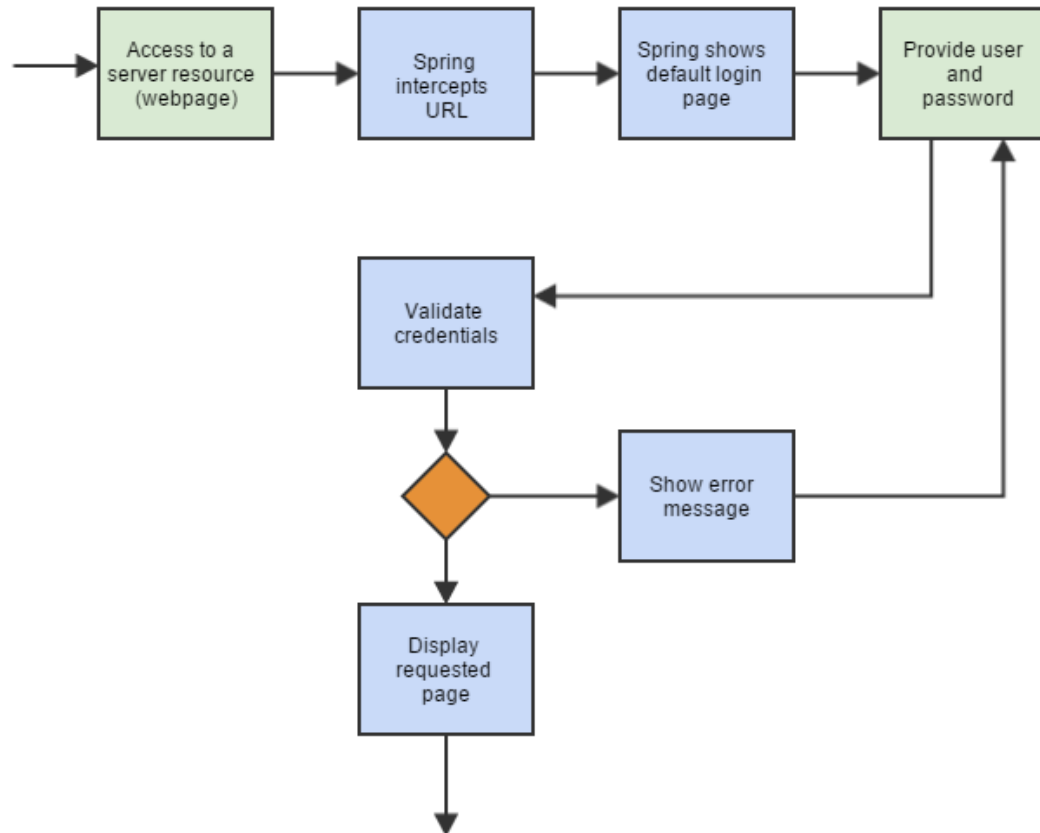 Access to a
server resource
(webpage)
Spring
intercepts
URL
Spring shows
default login
page
Provide user
and
password
Validate
credentials
Show error
message
Display
requested
page